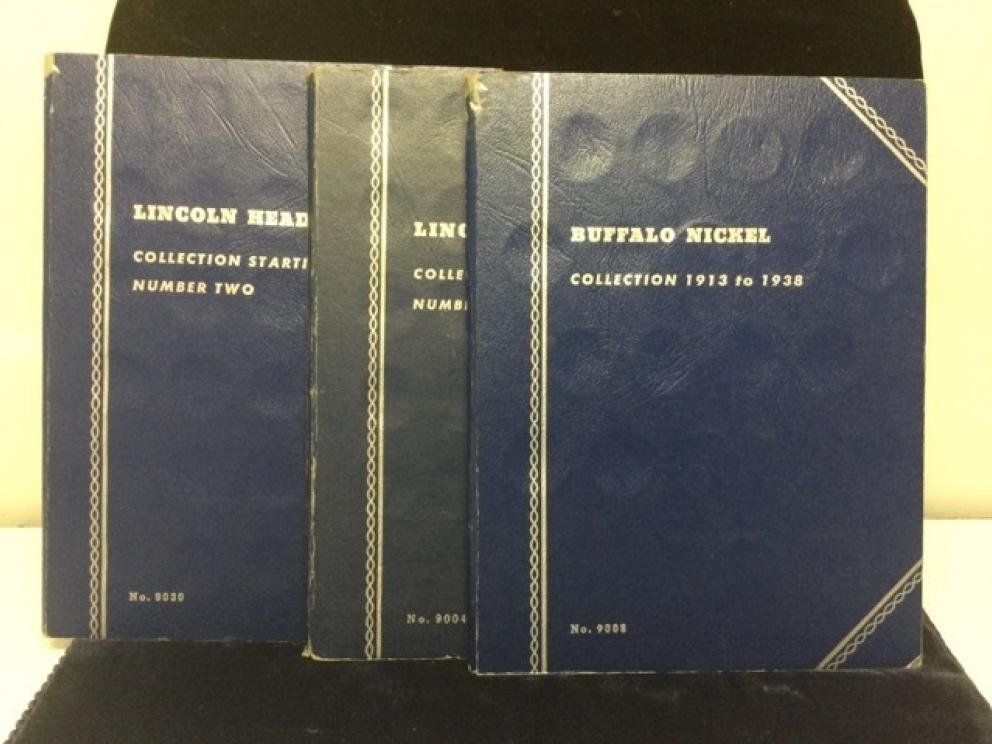 LINCOLN HEAD
COLLECTION STARTI
NUMBER TWO
No. 9030
LINC
COLLE
NUMB
No. 9004
BUFFALO NICKEL
COLLECTION 1913 to 1938
No. 9008